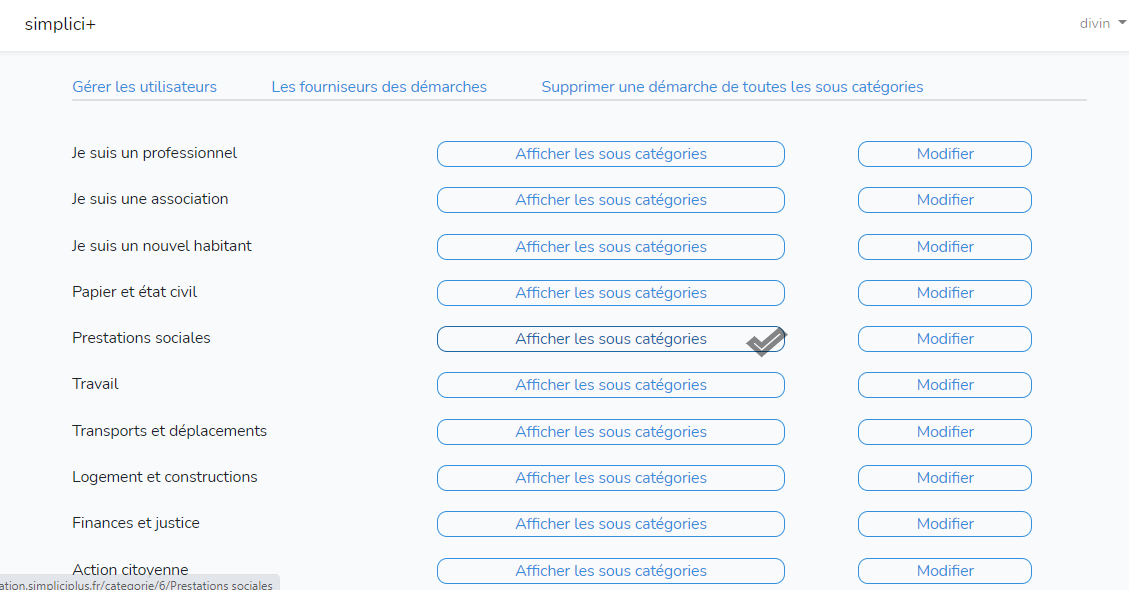 simplici+ divin
Gérer les utilisateurs Les fourniseurs des démarches Supprimer une démarche de toutes les sous catégories
Je suis un professionnel Afficher les sous catégories Modifier
Je suis une association Afficher les sous catégories Modifier
Je suis un nouvel habitant Afficher les sous catégories Modifier
Papier et état civil Afficher les sous catégories Modifier
Prestations sociales Afficher les sous catégories Modifier
Travail Afficher les sous catégories Modifier
Transports et déplacements Afficher les sous catégories Modifier
Logement et constructions Afficher les sous catégories Modifier
Finances et justice Afficher les sous catégories Modifier
Action citoyenne Afficher les sous catégories Modifier
ation.simpliciplus.fr/categorie/6/Prestations sociales